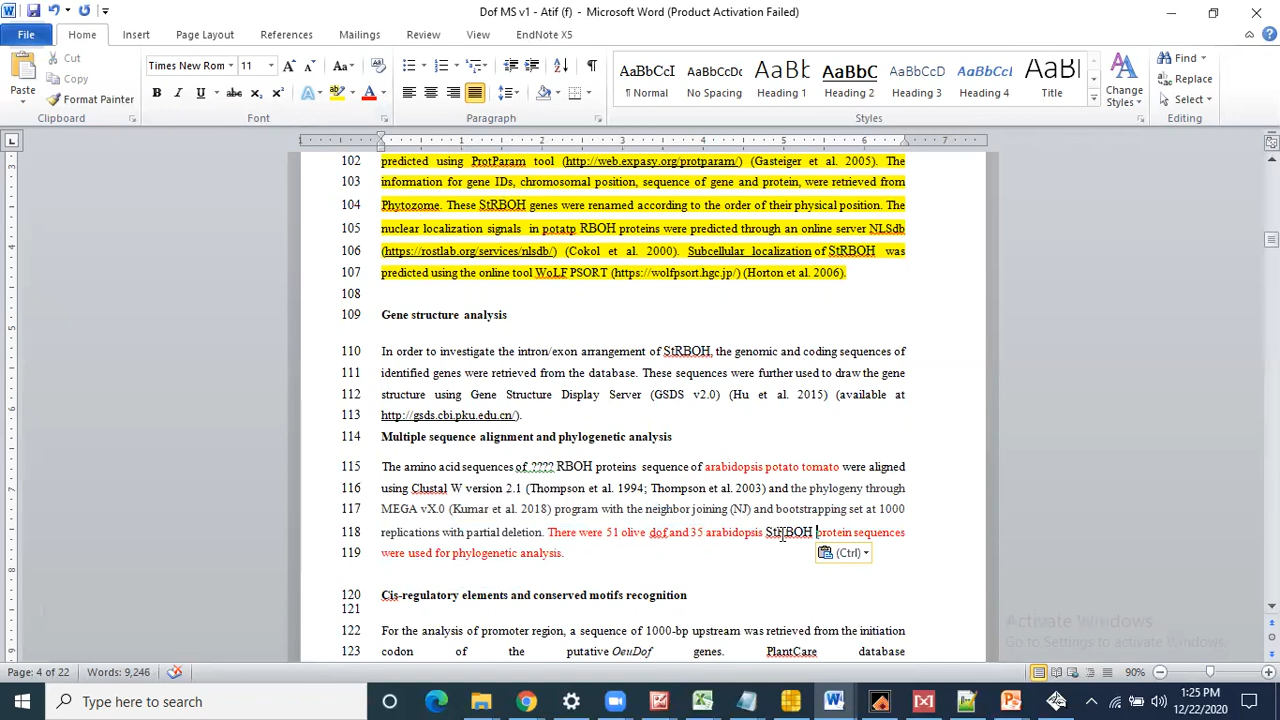 Dof MS v1 - Atif (f) - Microsoft Word (Product Activation Failed)
File Home Insert Page Layout References Mailings Review View EndNote X5
Paste Cut Copy Format Painter Clipboard
Times New Rom 11 Aa Font
B I U abc X₂ X² A A
Paragraph
AaBbCcI AaBbCcDc AaBbC AaBbC AaBbCcI AaBbCcI AaB
¶ Normal No Spacing Heading 1 Heading 2 Heading 3 Heading 4 Title
Styles
Change Styles
Find Replace Select Editing
102 predicted using ProtParam tool (http://web.expasy.org/protparam/) (Gasteiger et al. 2005). The
103 information for gene IDs, chromosomal position, sequence of gene and protein, were retrieved from
104 Phytozome. These StRBOH genes were renamed according to the order of their physical position. The
105 nuclear localization signals in potatp RBOH proteins were predicted through an online server NLSdb
106 (https://rostlab.org/services/nlsdb/) (Cokol et al. 2000). Subcellular localization of StRBOH was
107 predicted using the online tool WoLF PSORT (https://wolfpsort.hgc.jp/) (Horton et al. 2006).
108
109 Gene structure analysis
110 In order to investigate the intron/exon arrangement of StRBOH, the genomic and coding sequences of
111 identified genes were retrieved from the database. These sequences were further used to draw the gene
112 structure using Gene Structure Display Server (GSDS v2.0) (Hu et al. 2015) (available at
113 http://gsds.cbi.pku.edu.cn/).
114 Multiple sequence alignment and phylogenetic analysis
115 The amino acid sequences of ???? RBOH proteins sequence of arabidopsis potato tomato were aligned
116 using Clustal W version 2.1 (Thompson et al. 1994; Thompson et al. 2003) and the phylogeny through
117 MEGA vX.0 (Kumar et al. 2018) program with the neighbor joining (NJ) and bootstrapping set at 1000
118 replications with partial deletion. There were 51 olive dof and 35 arabidopsis StRBOH protein sequences
119 were used for phylogenetic analysis.
(Ctrl)
120 Cis-regulatory elements and conserved motifs recognition
121
122 For the analysis of promoter region, a sequence of 1000-bp upstream was retrieved from the initiation
123 codon of the putative OeuDof genes. PlantCare database
Activate Windows
Go to Settings to activate Windows.
Page: 4 of 22 Words: 9,246 90%
Type here to search
1:25 PM
12/22/2020